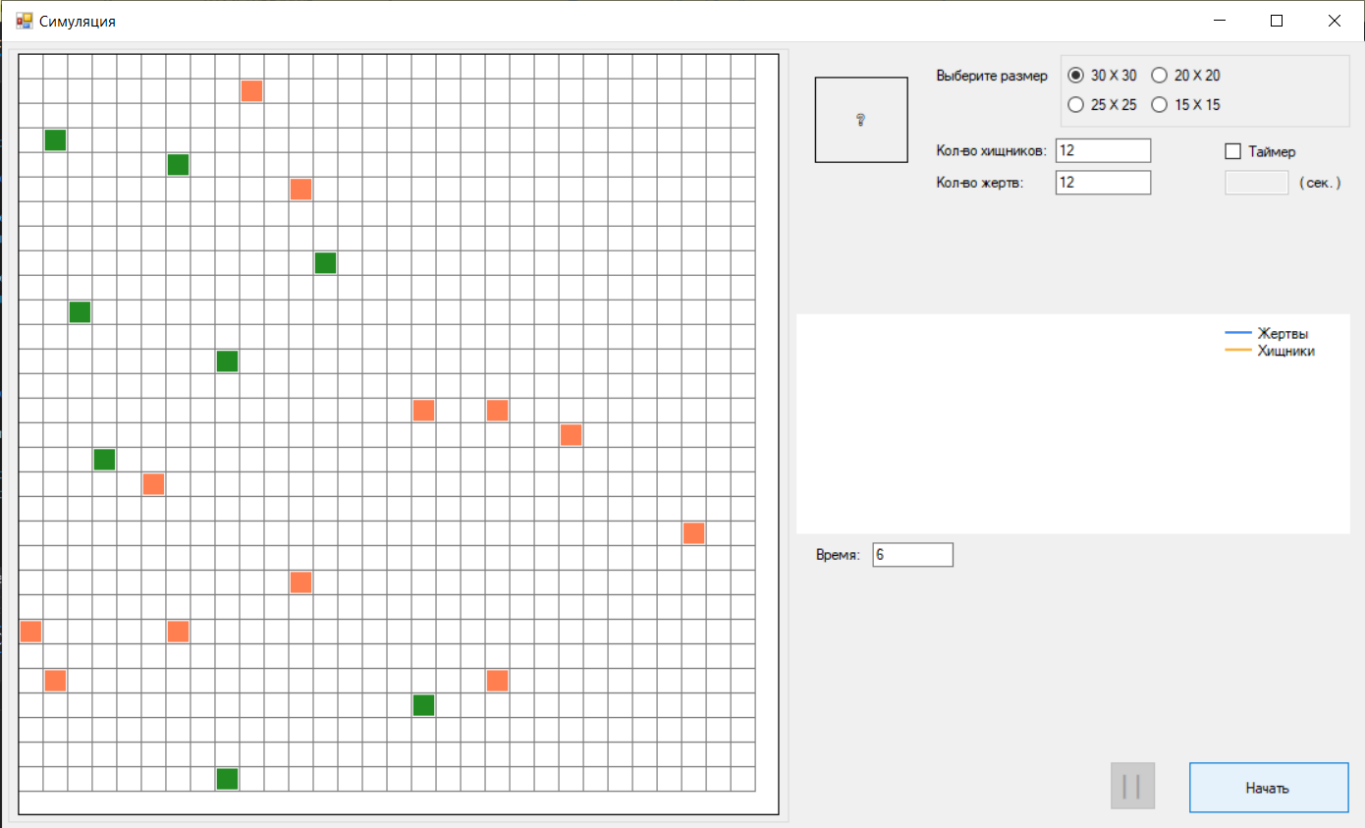 Симуляция
Выберите размер
30 X 30
20 X 20
25 X 25
15 X 15
?
Кол-во хищников: 12
Таймер
Кол-во жертв: 12
( сек. )
Жертвы
Хищники
Время: 6
Начать